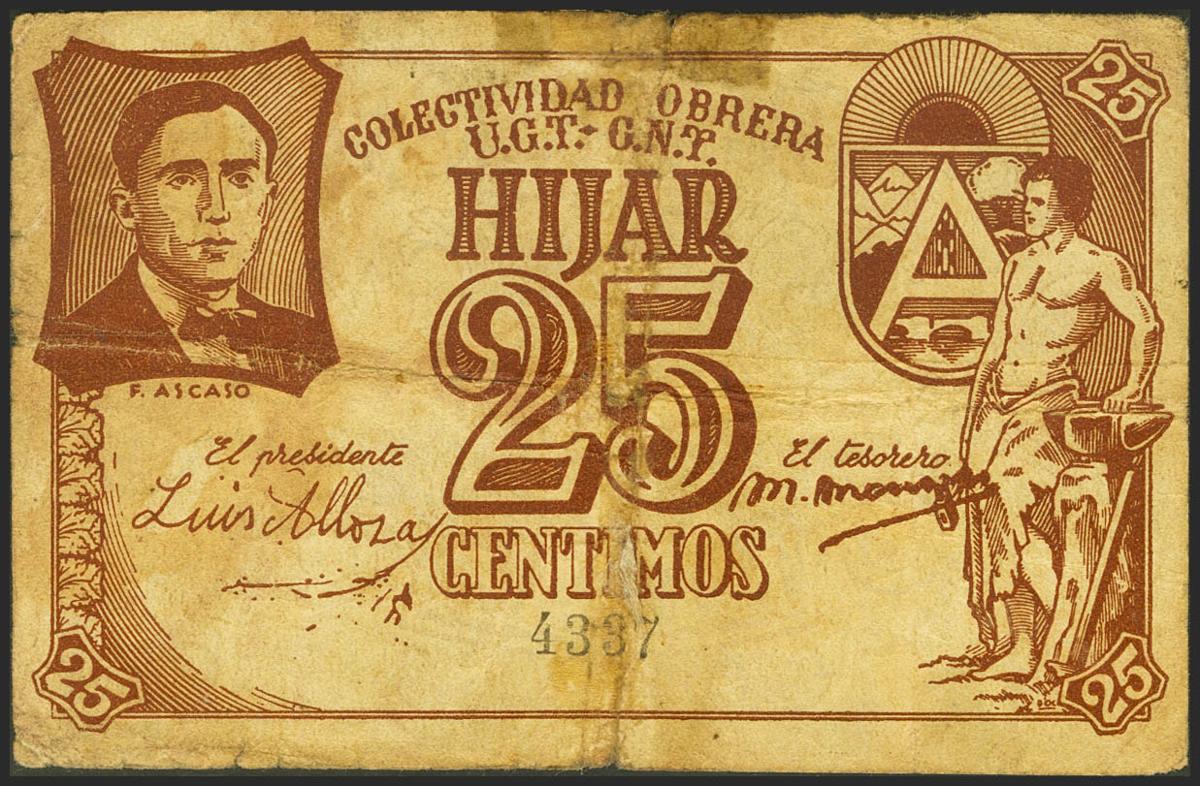 COLECTIVIDAD OBRERA
U.G.T.- C.N.T.
HIJAR
25
25
CENTIMOS
F. ASCASO
El presidente
Luis Alloza
El tesorero
M.
4337
A
25
25